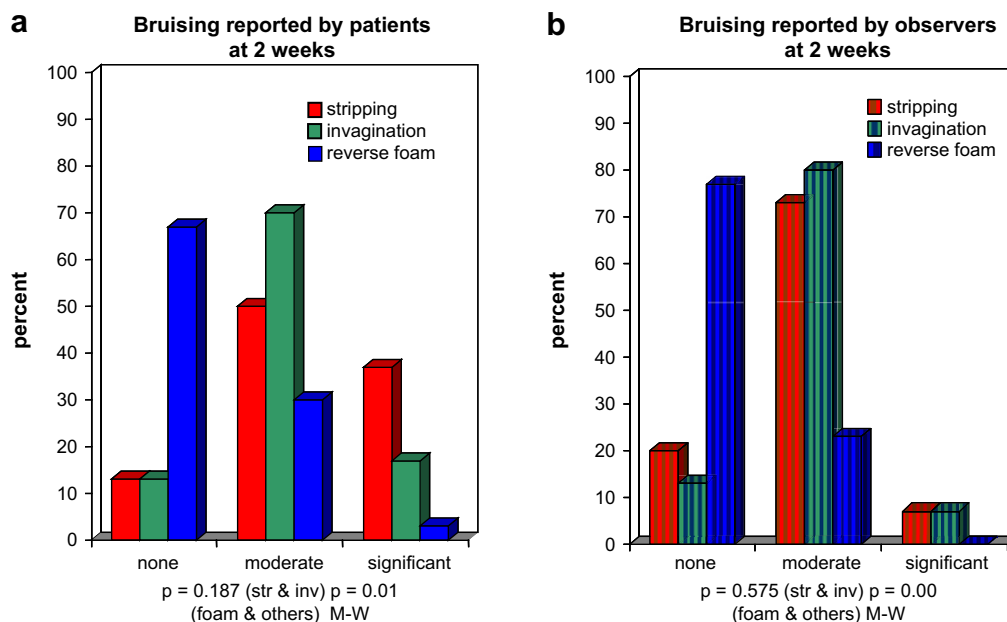 a
Bruising reported by patients
at 2 weeks
100
90
80
70
60
50
40
30
20
10
0
percent
stripping
invagination
reverse foam
none
moderate
significant
p = 0.187 (str & inv) p = 0.01
(foam & others) M-W
b
Bruising reported by observers
at 2 weeks
100
90
80
70
60
50
40
30
20
10
0
percent
stripping
invagination
reverse foam
none
moderate
significant
p = 0.575 (str & inv) p = 0.00
(foam & others) M-W